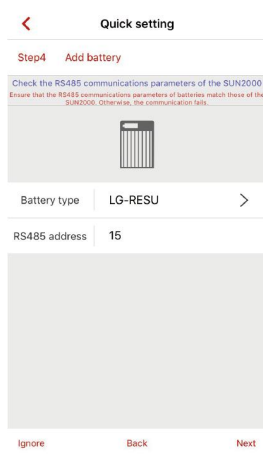 Quick setting
Step4 Add battery
Check the RS485 communications parameters of the SUN2000
Ensure that the RS485 communications parameters of batteries match those of the
SUN2000. Otherwise, the communication fails.
Battery type LG-RESU
RS485 address 15
Ignore Back Next